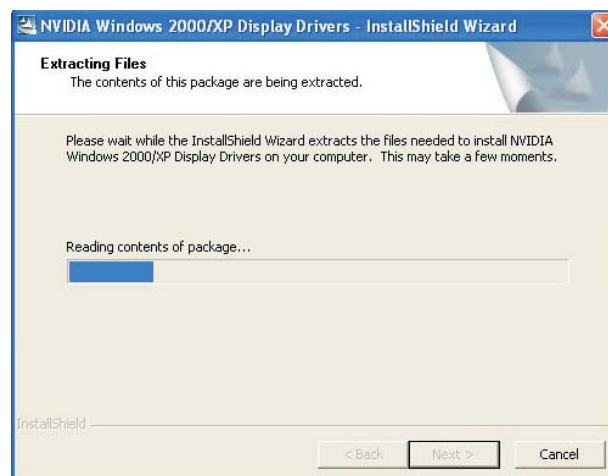 NVIDIA Windows 2000/XP Display Drivers - InstallShield Wizard
Extracting Files
The contents of this package are being extracted.
Please wait while the InstallShield Wizard extracts the files needed to install NVIDIA
Windows 2000/XP Display Drivers on your computer.  This may take a few moments.
Reading contents of package...
InstallShield
< Back Next > Cancel